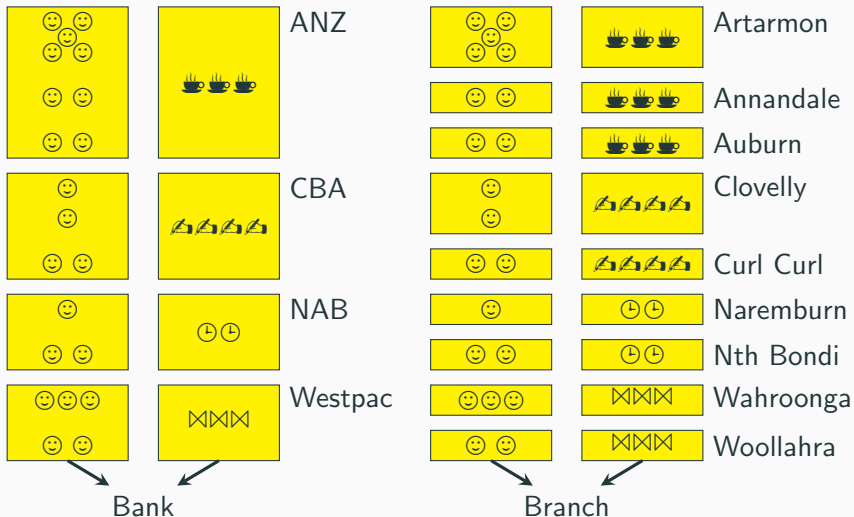 ANZ
CBA
NAB
Westpac
Bank
Artarmon
Annandale
Auburn
Clovelly
Curl Curl
Naremburn
Nth Bondi
Wahroonga
Woollahra
Branch